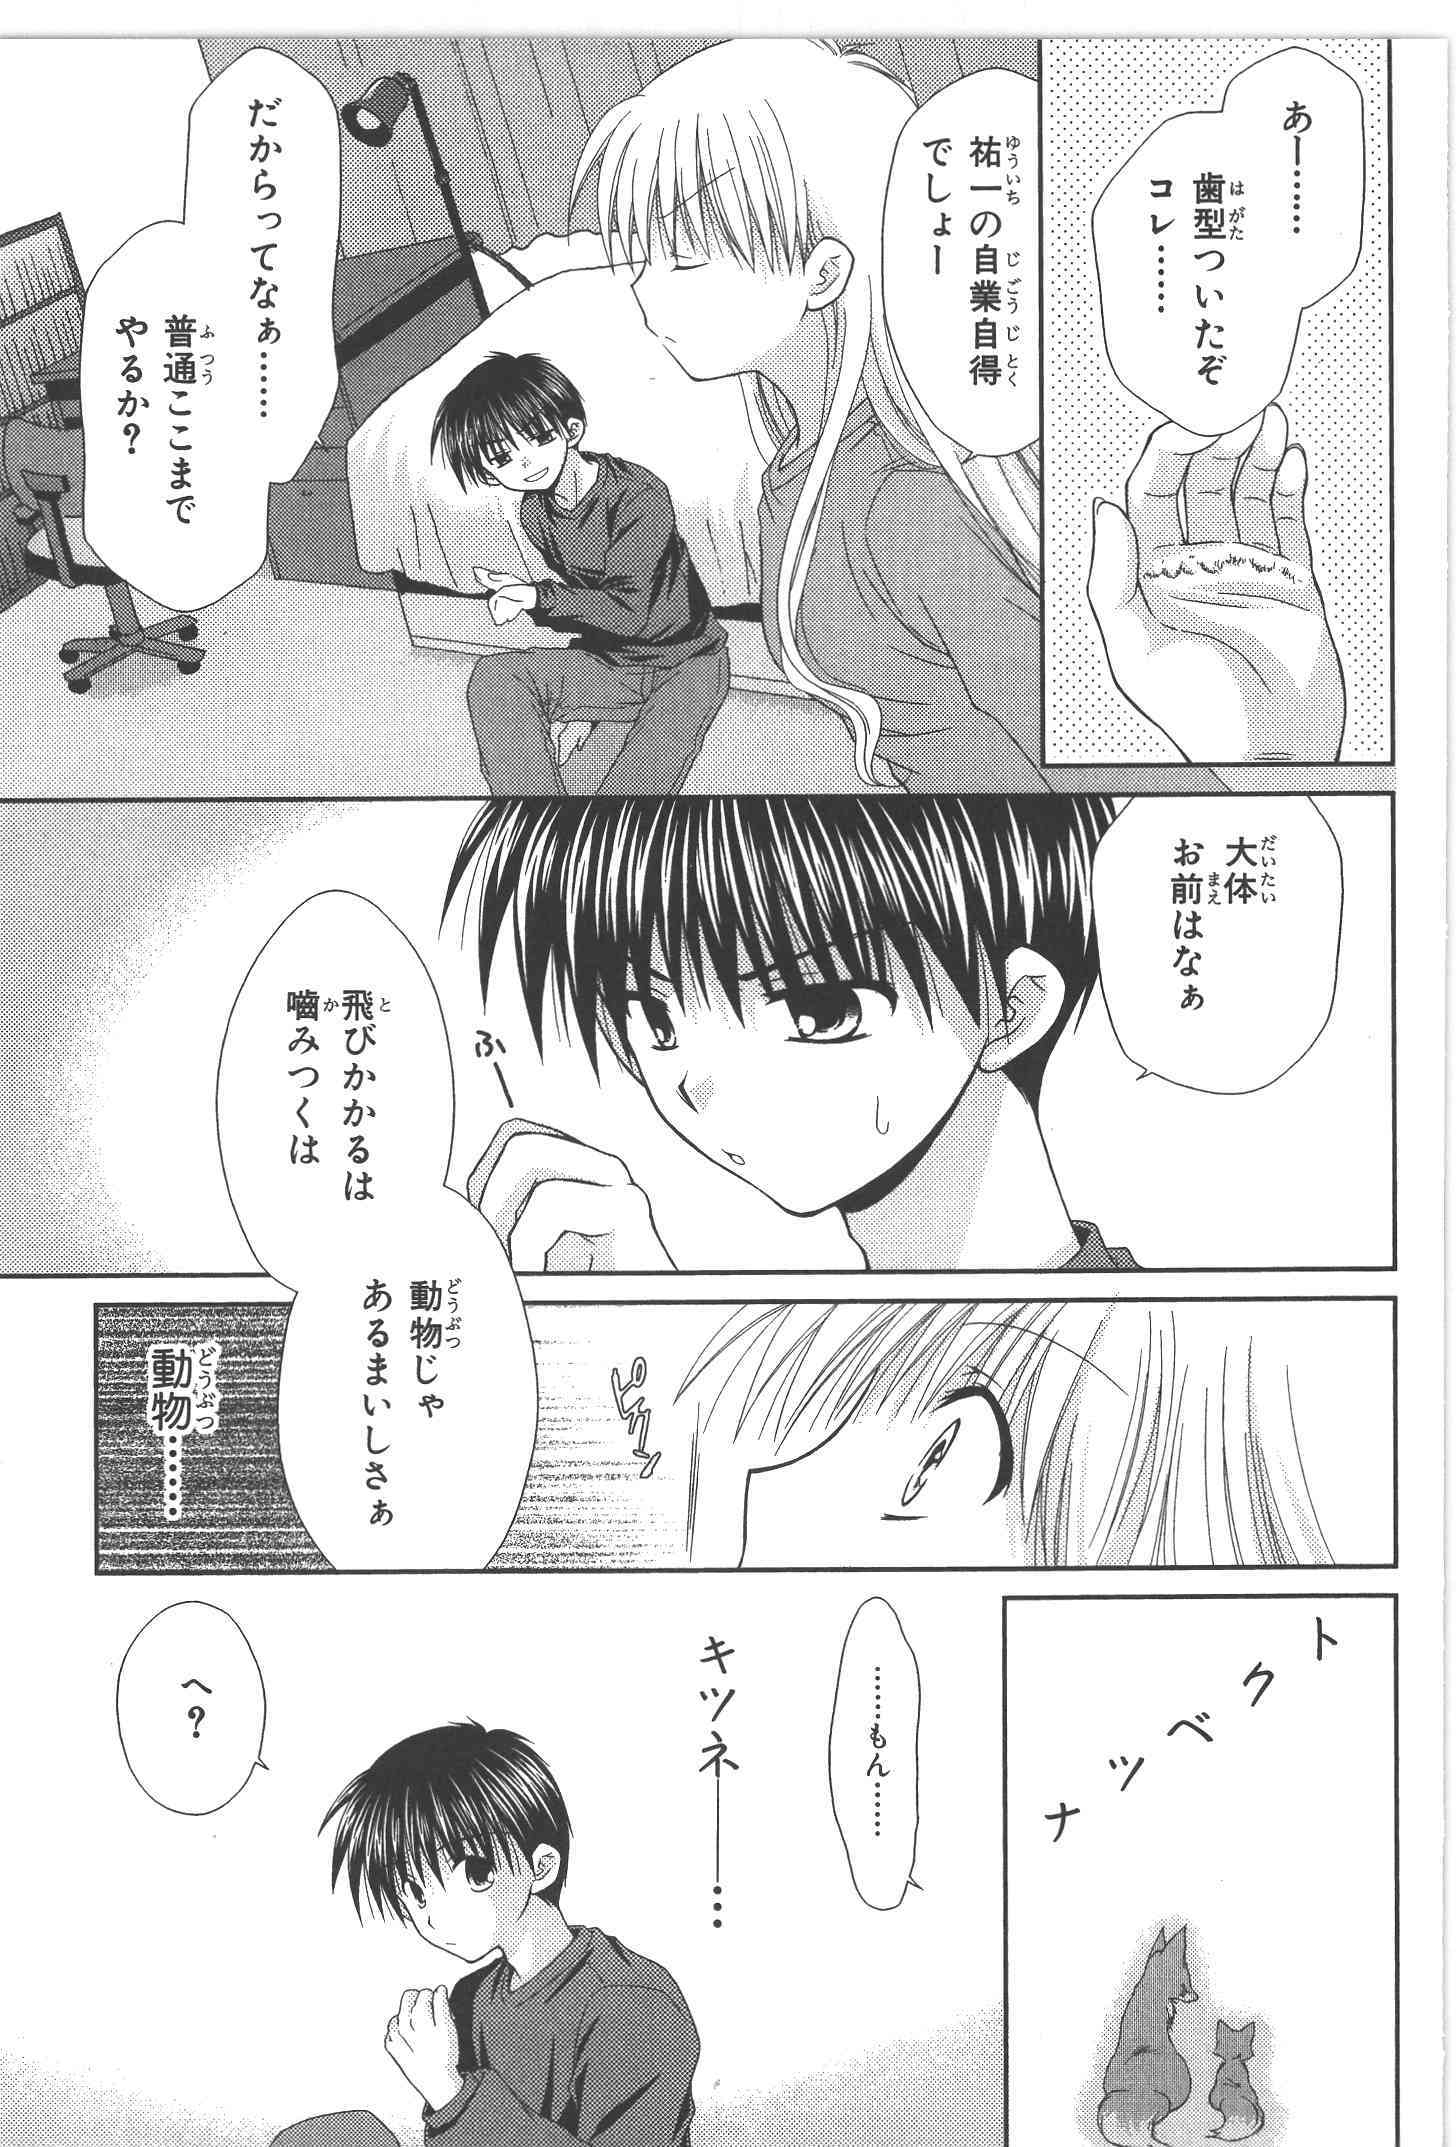 あー………
歯型ついたぞ
コレ……
祐一の自業自得
でしょー
だからってなぁ……
普通ここまで
やるか?
大体
お前はなぁ
ふー
飛びかかるは
噛みつくは
動物じゃ
あるまいしさぁ
ピクッ
動物………
トクベツナ
……もん……
キツネ――…
へ?